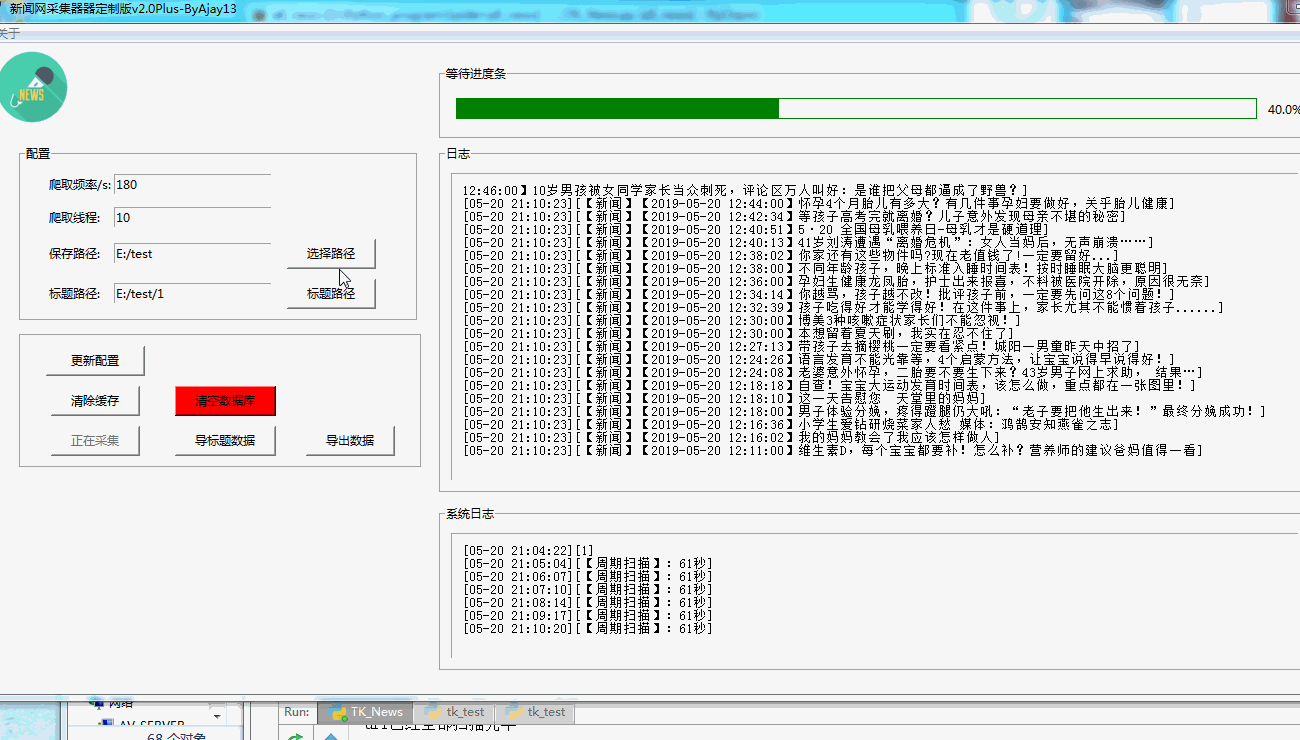 新闻网采集器器定制版v2.0Plus-ByAjay13
关于
NEWS
配置
爬取频率/s: 180
爬取线程: 10
保存路径: E:/test 选择路径
标题路径: E:/test/1 标题路径
更新配置
清除缓存 清空数据库
正在采集 导标题数据 导出数据
等待进度条
40.0%
日志
12:46:00】10岁男孩被女同学家长当众刺死，评论区万人叫好：是谁把父母都逼成了野兽？]
[05-20 21:10:23][【新闻】【2019-05-20 12:44:00】怀孕4个月胎儿有多大？有几件事孕妇要做好，关乎胎儿健康]
[05-20 21:10:23][【新闻】【2019-05-20 12:42:34】等孩子高考完就离婚？儿子意外发现母亲不堪的秘密]
[05-20 21:10:23][【新闻】【2019-05-20 12:40:51】5·20 全国母乳喂养日-母乳才是硬道理]
[05-20 21:10:23][【新闻】【2019-05-20 12:40:13】41岁刘涛遭遇“离婚危机”：女人当妈后，无声崩溃……]
[05-20 21:10:23][【新闻】【2019-05-20 12:38:02】你家还有这些物件吗?现在老值钱了!一定要留好...]
[05-20 21:10:23][【新闻】【2019-05-20 12:38:00】不同年龄孩子，晚上标准入睡时间表！按时睡眠大脑更聪明]
[05-20 21:10:23][【新闻】【2019-05-20 12:36:00】孕妇生健康龙凤胎，护士出来报喜，不料被医院开除，原因很无奈]
[05-20 21:10:23][【新闻】【2019-05-20 12:34:14】你越骂，孩子越不改！批评孩子前，一定要先问这8个问题！]
[05-20 21:10:23][【新闻】【2019-05-20 12:32:39】孩子吃得好才能学得好！在这件事上，家长尤其不能惯着孩子......]
[05-20 21:10:23][【新闻】【2019-05-20 12:30:00】博美3种咳嗽症状家长们不能忽视！]
[05-20 21:10:23][【新闻】【2019-05-20 12:30:00】本想留着夏天刷，我实在忍不住了]
[05-20 21:10:23][【新闻】【2019-05-20 12:27:13】带孩子去摘樱桃一定要看紧点！城阳一男童昨天中招了]
[05-20 21:10:23][【新闻】【2019-05-20 12:24:26】语言发育不能光靠等，4个启蒙方法，让宝宝说得早说得好！]
[05-20 21:10:23][【新闻】【2019-05-20 12:24:08】老婆意外怀孕，二胎要不要生下来？43岁男子网上求助， 结果…]
[05-20 21:10:23][【新闻】【2019-05-20 12:18:18】自查！宝宝大运动发育时间表，该怎么做，重点都在一张图里！]
[05-20 21:10:23][【新闻】【2019-05-20 12:18:10】这一天告慰您 天堂里的妈妈]
[05-20 21:10:23][【新闻】【2019-05-20 12:18:00】男子体验分娩，疼得蹬腿仍大吼：“老子要把他生出来！”最终分娩成功！]
[05-20 21:10:23][【新闻】【2019-05-20 12:16:36】小学生爱钻研烧菜家人愁 媒体：鸿鹄安知燕雀之志]
[05-20 21:10:23][【新闻】【2019-05-20 12:16:02】我的妈妈教会了我应该怎样做人]
[05-20 21:10:23][【新闻】【2019-05-20 12:11:00】维生素D，每个宝宝都要补！怎么补？营养师的建议爸妈值得一看]
系统日志
[05-20 21:04:22][1]
[05-20 21:05:04][【周期扫描】：61秒]
[05-20 21:06:07][【周期扫描】：61秒]
[05-20 21:07:10][【周期扫描】：61秒]
[05-20 21:08:14][【周期扫描】：61秒]
[05-20 21:09:17][【周期扫描】：61秒]
[05-20 21:10:20][【周期扫描】：61秒]
网络
AV-SERVER
68 个对象
Run: TK_News tk_test tk_test